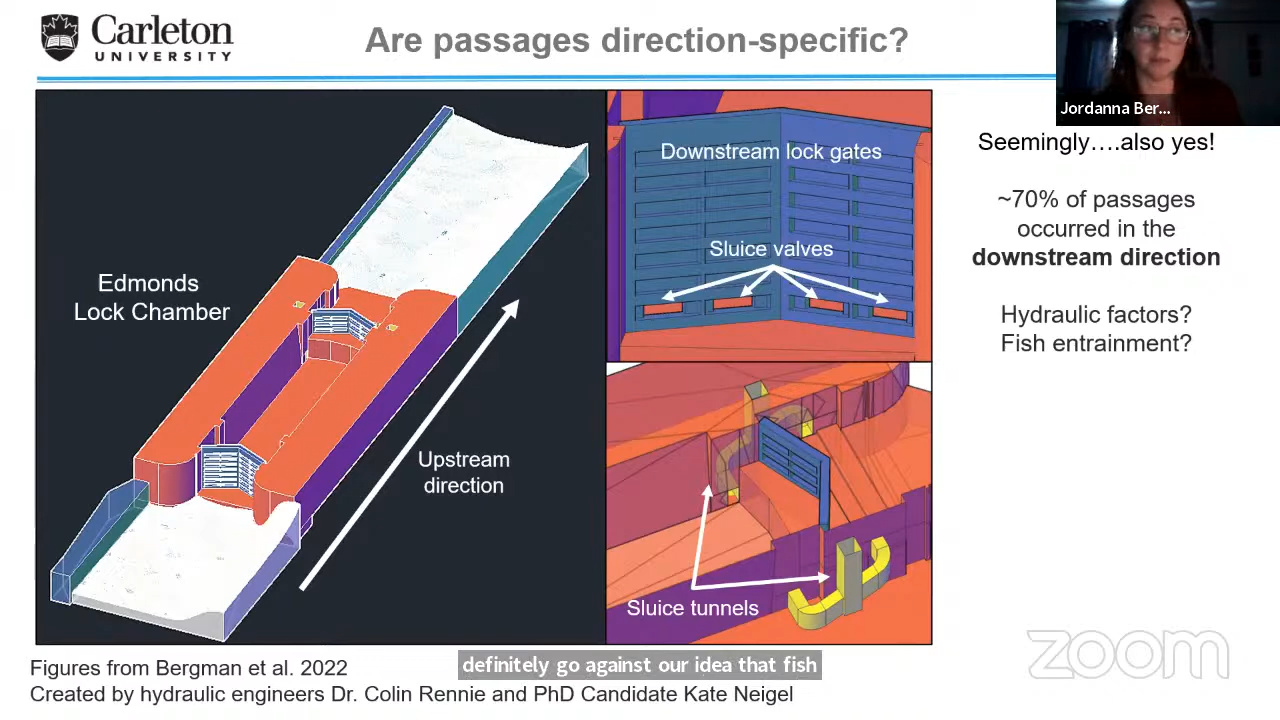 Carleton
UNIVERSITY
Are passages direction-specific?
Jordanna Ber...
Edmonds
Lock Chamber
Upstream
direction
Downstream lock gates
Sluice valves
Sluice tunnels
Seemingly....also yes!
~70% of passages
occurred in the
downstream direction
Hydraulic factors?
Fish entrainment?
Figures from Bergman et al. 2022
Created by hydraulic engineers Dr. Colin Rennie and PhD Candidate Kate Neigel
definitely go against our idea that fish
zoom